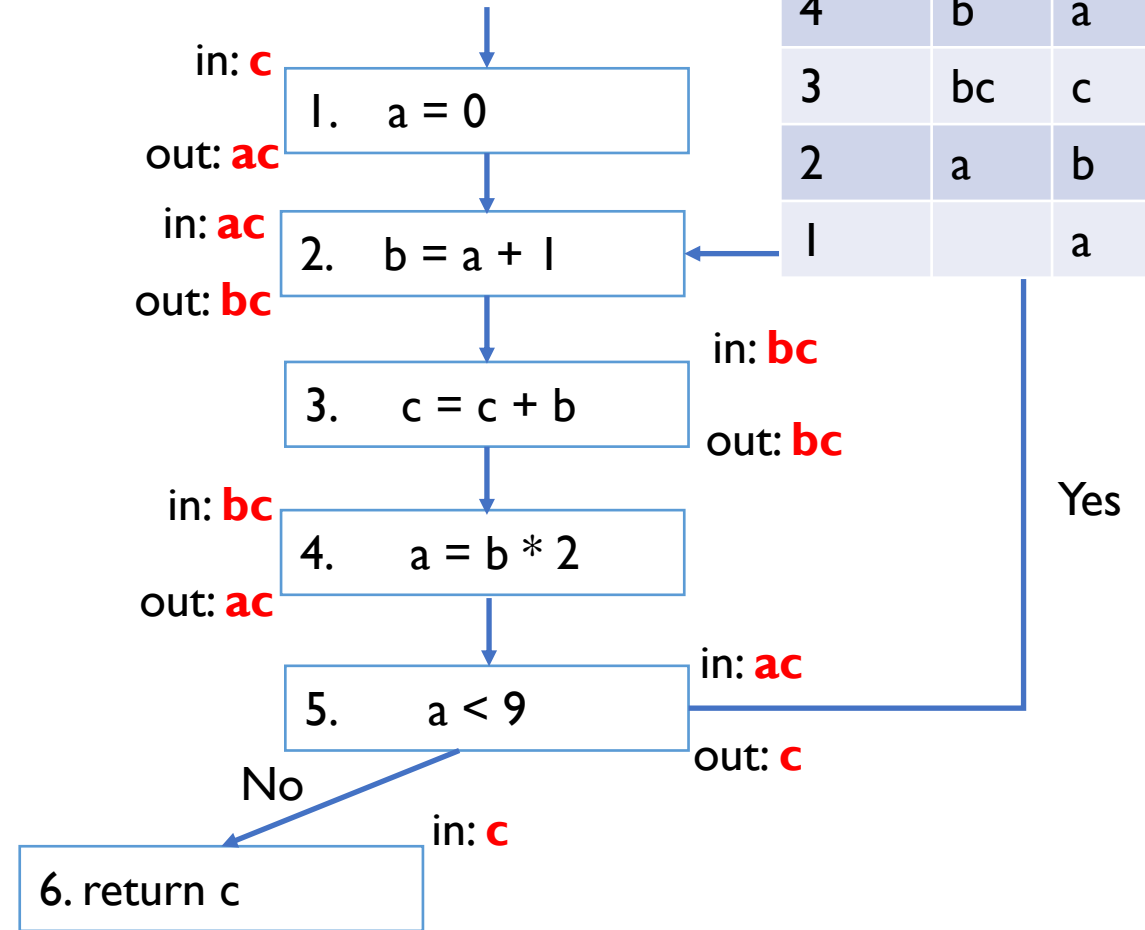 4 b a
in: c
3 bc c
1. a = 0
out: ac
2 a b
in: ac
1 a
2. b = a + 1
out: bc
in: bc
3. c = c + b
out: bc
in: bc
Yes
4. a = b * 2
out: ac
in: ac
5. a < 9
out: c
No
in: c
6. return c